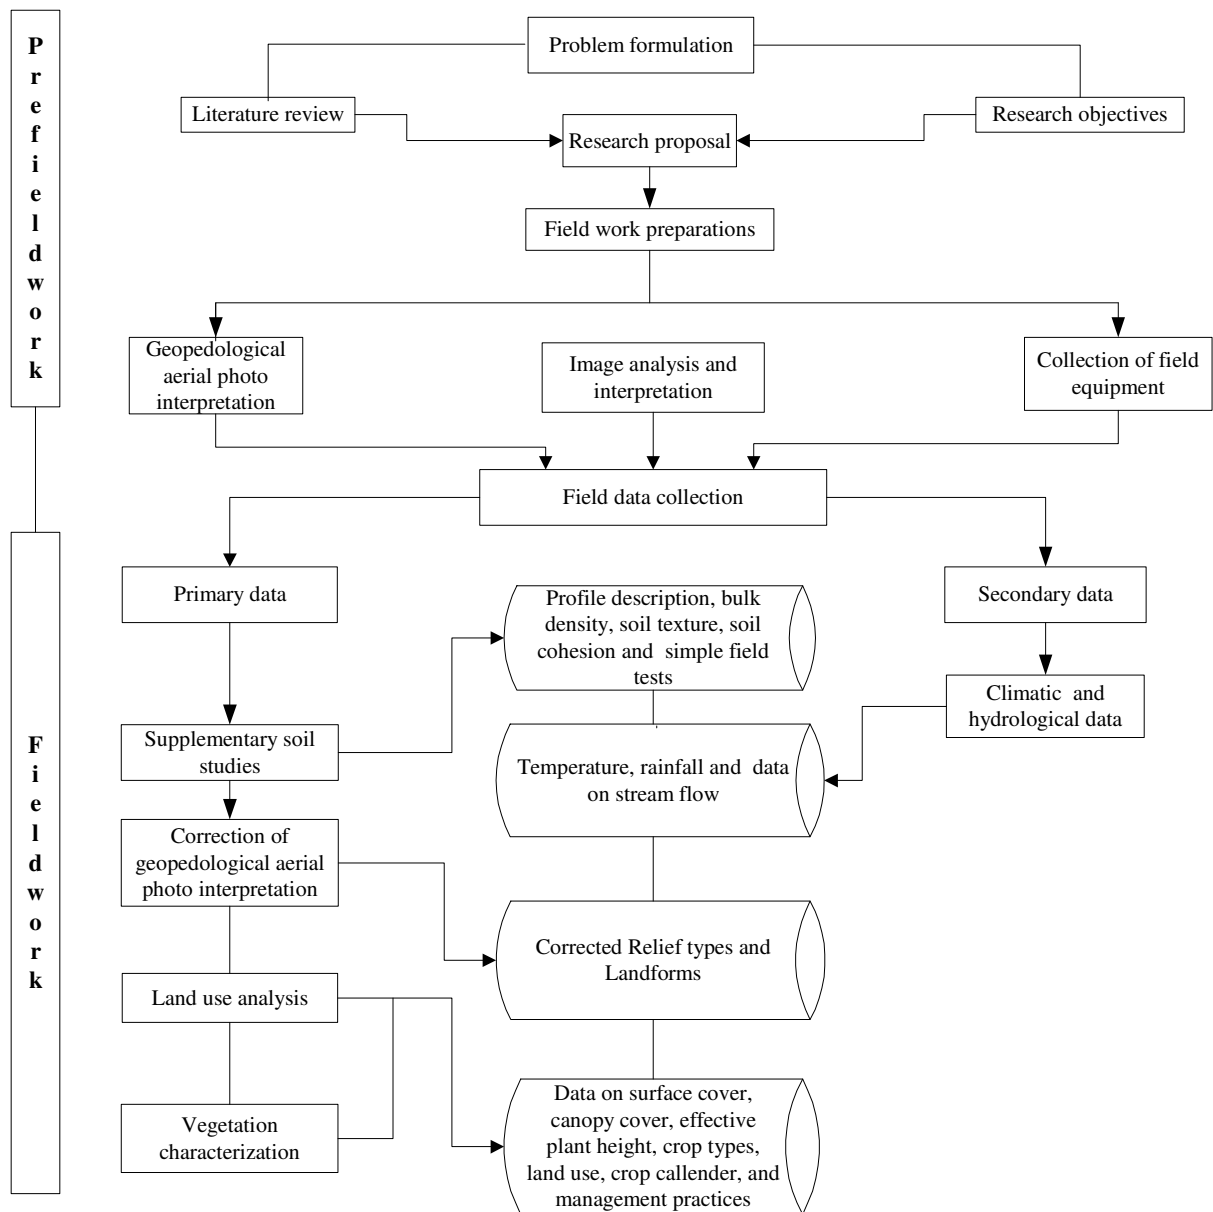 Prefieldwork
Problem formulation
Literature review
Research objectives
Research proposal
Field work preparations
Geopedological
aerial photo
interpretation
Image analysis and
interpretation
Collection of field
equipment
Field data collection
Fieldwork
Primary data
Profile description, bulk
density, soil texture, soil
cohesion and simple field
tests
Secondary data
Climatic and
hydrological data
Supplementary soil
studies
Temperature, rainfall and data
on stream flow
Correction of
geopedological aerial
photo interpretation
Corrected Relief types and
Landforms
Land use analysis
Vegetation
characterization
Data on surface cover,
canopy cover, effective
plant height, crop types,
land use, crop callender, and
management practices